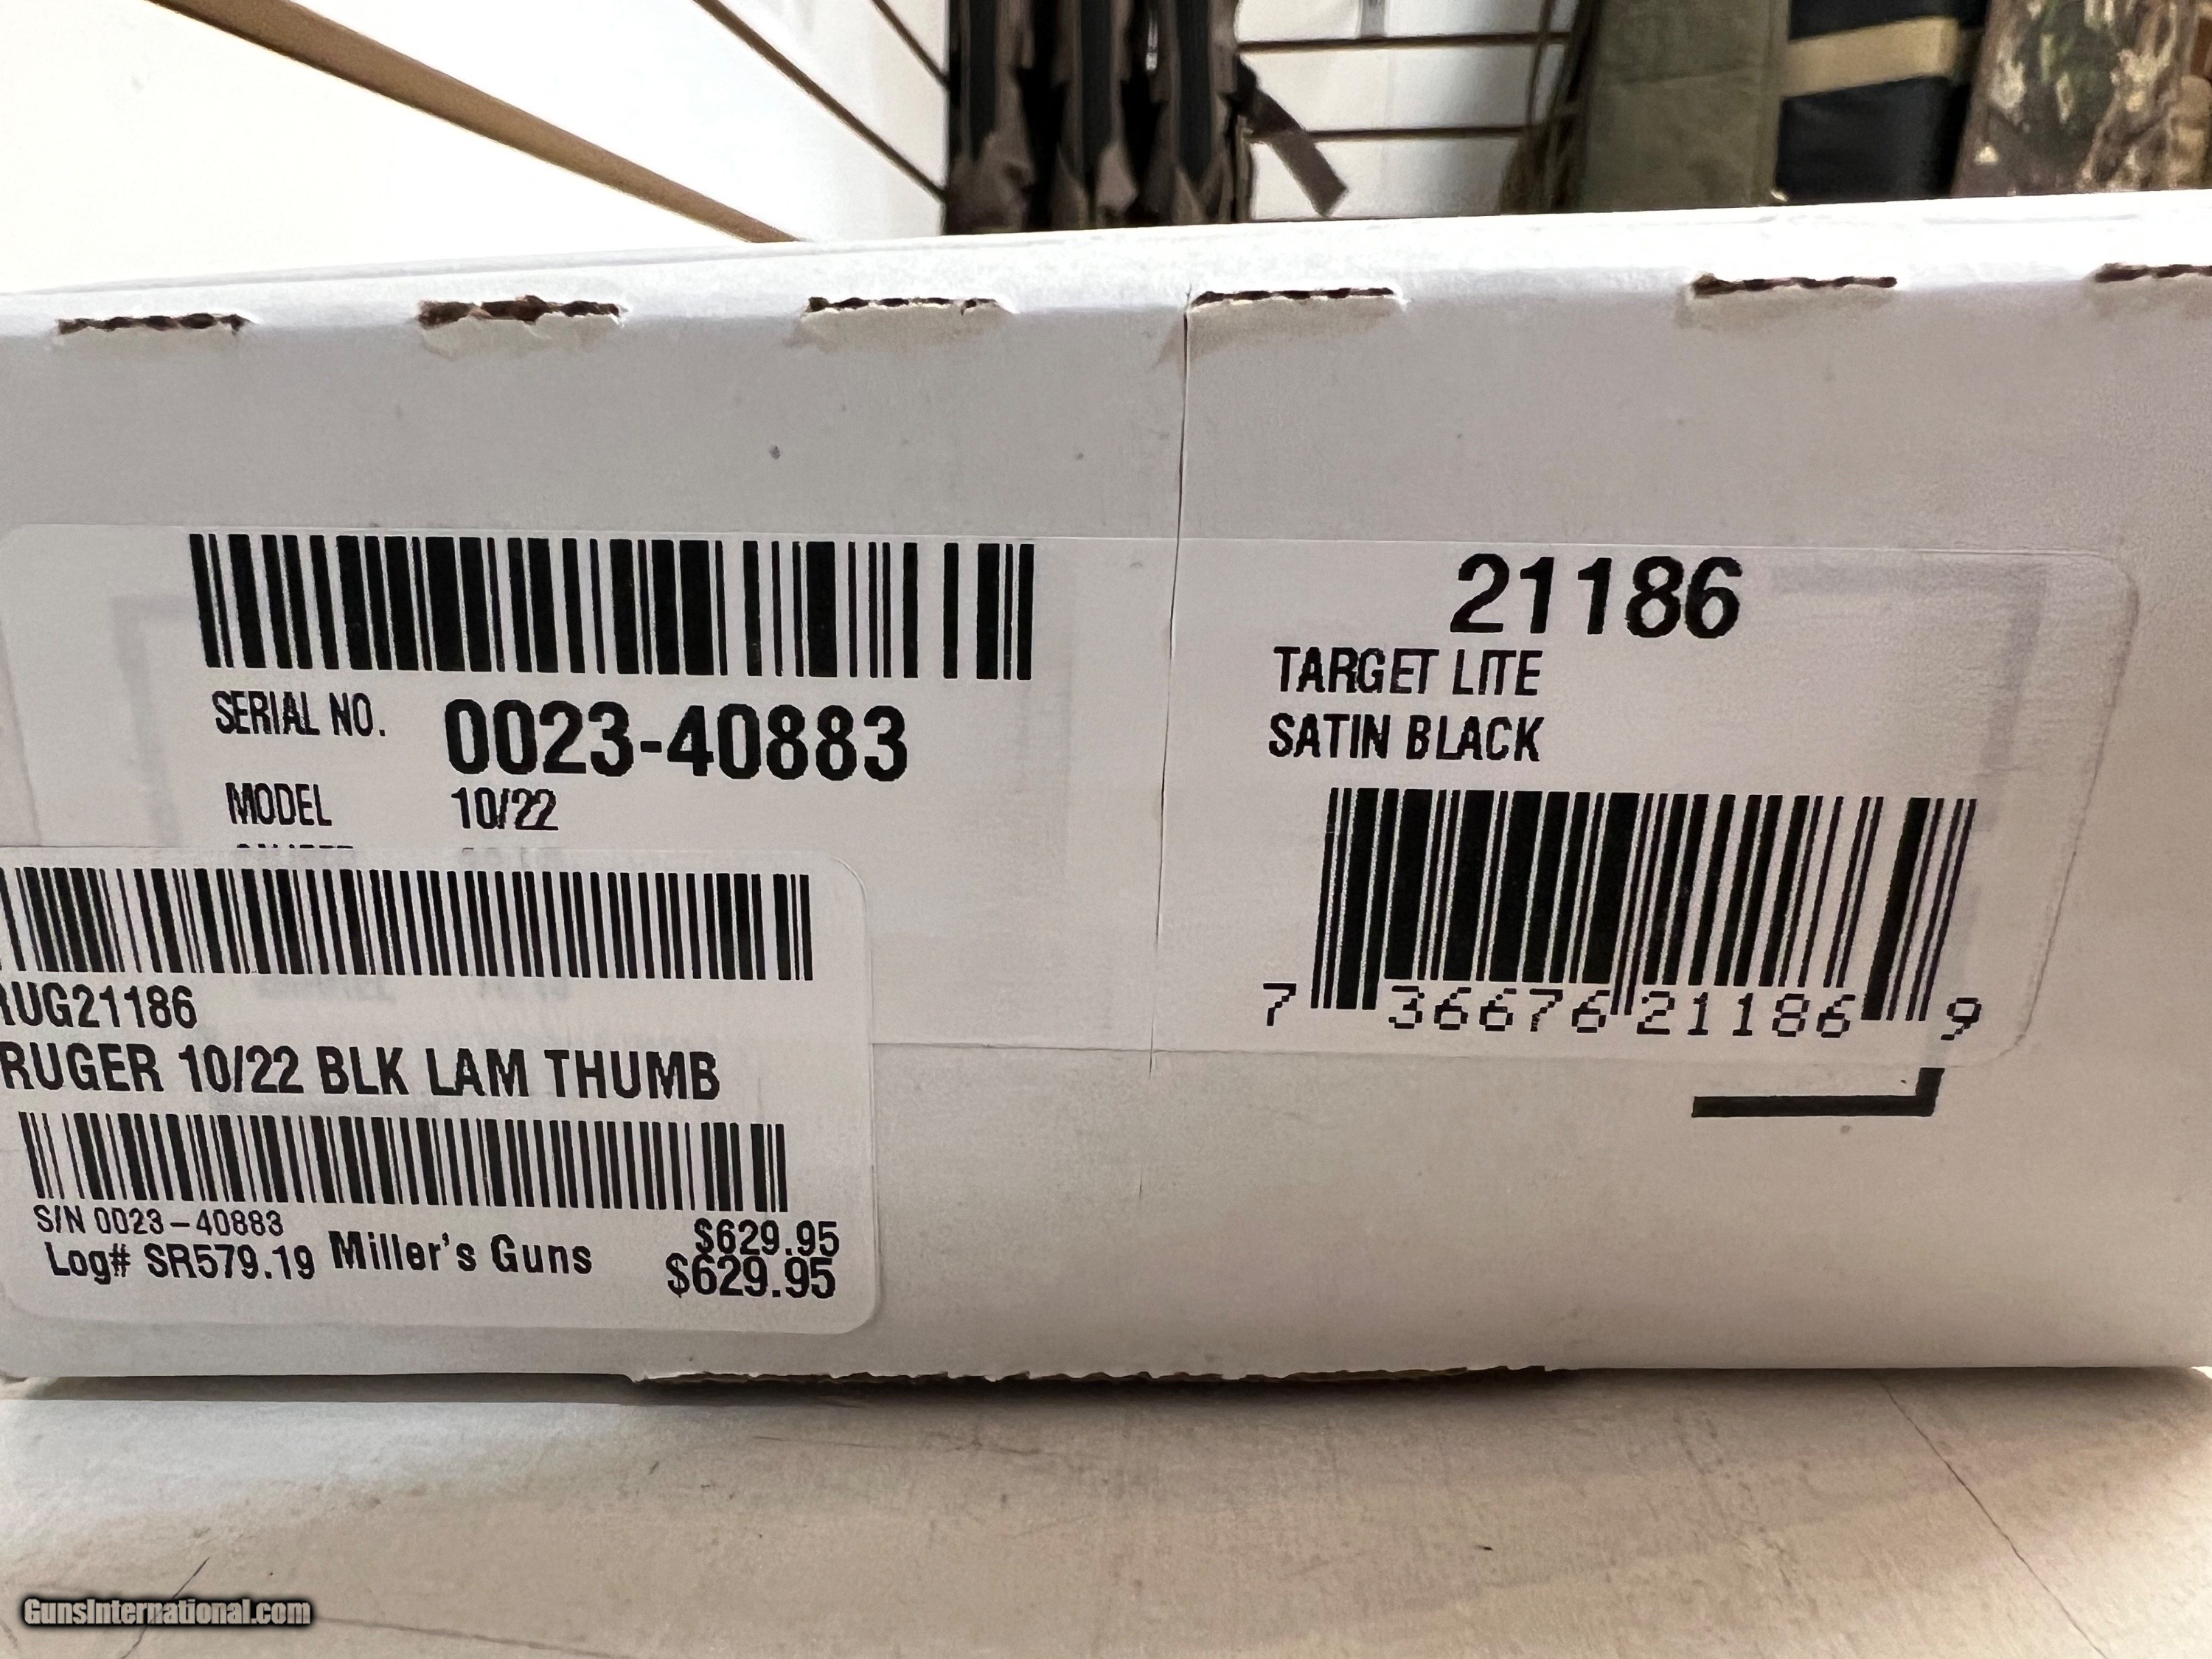 SERIAL NO. 0023-40883
MODEL 10/22
21186
TARGET LITE
SATIN BLACK
7 36676 21186 9
RUG21186
RUGER 10/22 BLK LAM THUMB
S/N 0023-40883
$629.95
Log# SR579.19 Miller's Guns $629.95
GunsInternational.com